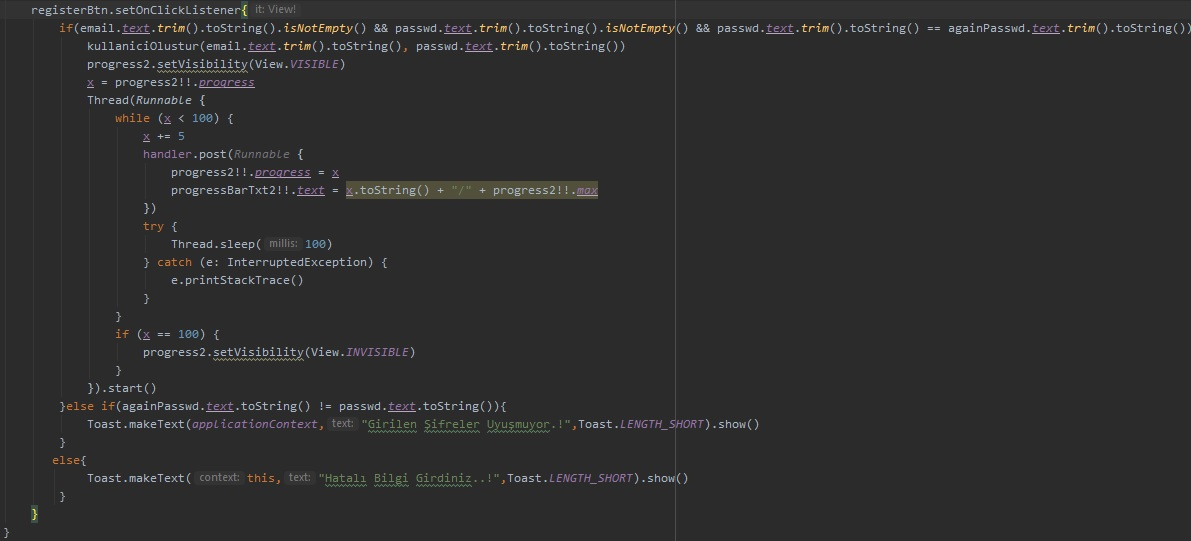 registerBtn.setOnClickListener{ it: View!
if(email.text.trim().toString().isNotEmpty() && passwd.text.trim().toString().isNotEmpty() && passwd.text.trim().toString() == againPasswd.text.trim().toString())
kullaniciOlustur(email.text.trim().toString(), passwd.text.trim().toString())
progress2.setVisibility(View.VISIBLE)
x = progress2!!.progress
Thread(Runnable {
while (x < 100) {
x += 5
handler.post(Runnable {
progress2!!.progress = x
progressBarTxt2!!.text = x.toString() + "/" + progress2!!.max
})
try {
Thread.sleep( millis: 100)
} catch (e: InterruptedException) {
e.printStackTrace()
}
}
if (x == 100) {
progress2.setVisibility(View.INVISIBLE)
}
}).start()
}else if(againPasswd.text.toString() != passwd.text.toString()){
Toast.makeText(applicationContext, text: "Girilen Şifreler Uyuşmuyor.!",Toast.LENGTH_SHORT).show()
}
else{
Toast.makeText( context: this, text: "Hatalı Bilgi Girdiniz..!",Toast.LENGTH_SHORT).show()
}
}
}